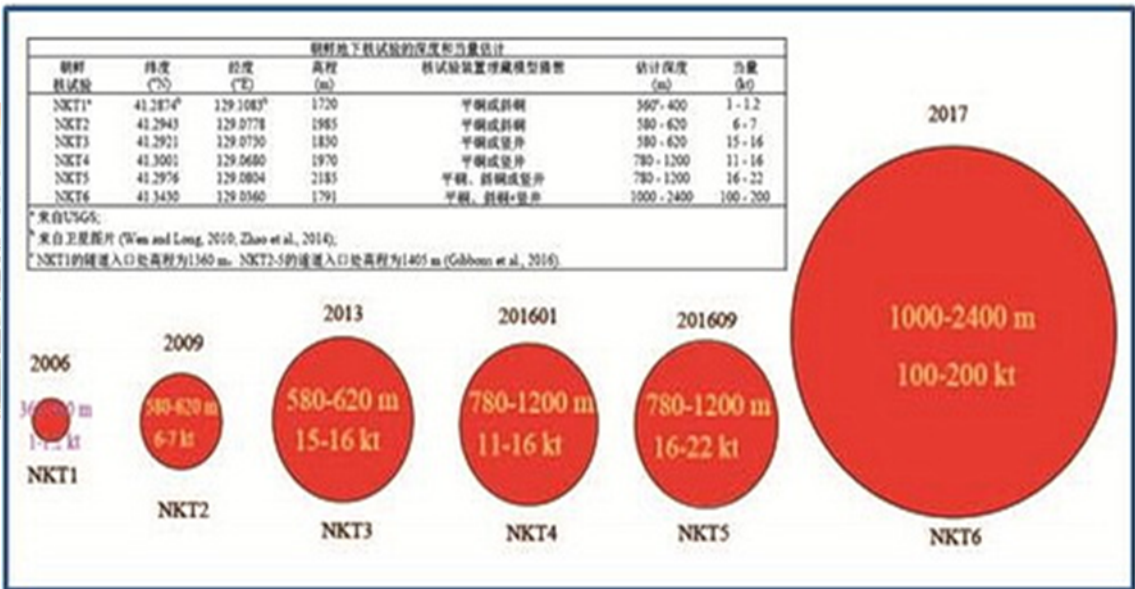 朝鲜地下核试验的深度和当量估计
朝鲜 纬度 经度 高程 核试验装置埋藏模型猜想 估计深度 当量
核试验 (°N) (°E) (m) (m) (kt)
NKT1ᵃ 41.2874ᵇ 129.1083ᵇ 1720 平硐或斜硐 360ᶜ - 400 1 - 1.2
NKT2 41.2943 129.0778 1985 平硐或斜硐 580 - 620 6 - 7
NKT3 41.2921 129.0730 1830 平硐或竖井 580 - 620 15 - 16
NKT4 41.3001 129.0680 1970 平硐或竖井 780 - 1200 11 - 16
NKT5 41.2976 129.0804 2185 平硐、斜硐或竖井 780 - 1200 16 - 22
NKT6 41.3430 129.0360 1791 平硐、斜硐+竖井 1000 - 2400 100 - 200
ᵃ 来自USGS;
ᵇ 来自卫星图片 (Wen and Long, 2010; Zhao et al., 2014);
ᶜ NKT1的隧道入口处高程为1360 m，NKT2-5的隧道入口处高程为1405 m (Gibbons et al., 2016).
2006
1-1.2 kt
NKT1
2009
580-620 m
6-7 kt
NKT2
2013
580-620 m
15-16 kt
NKT3
201601
780-1200 m
11-16 kt
NKT4
201609
780-1200 m
16-22 kt
NKT5
2017
1000-2400 m
100-200 kt
NKT6